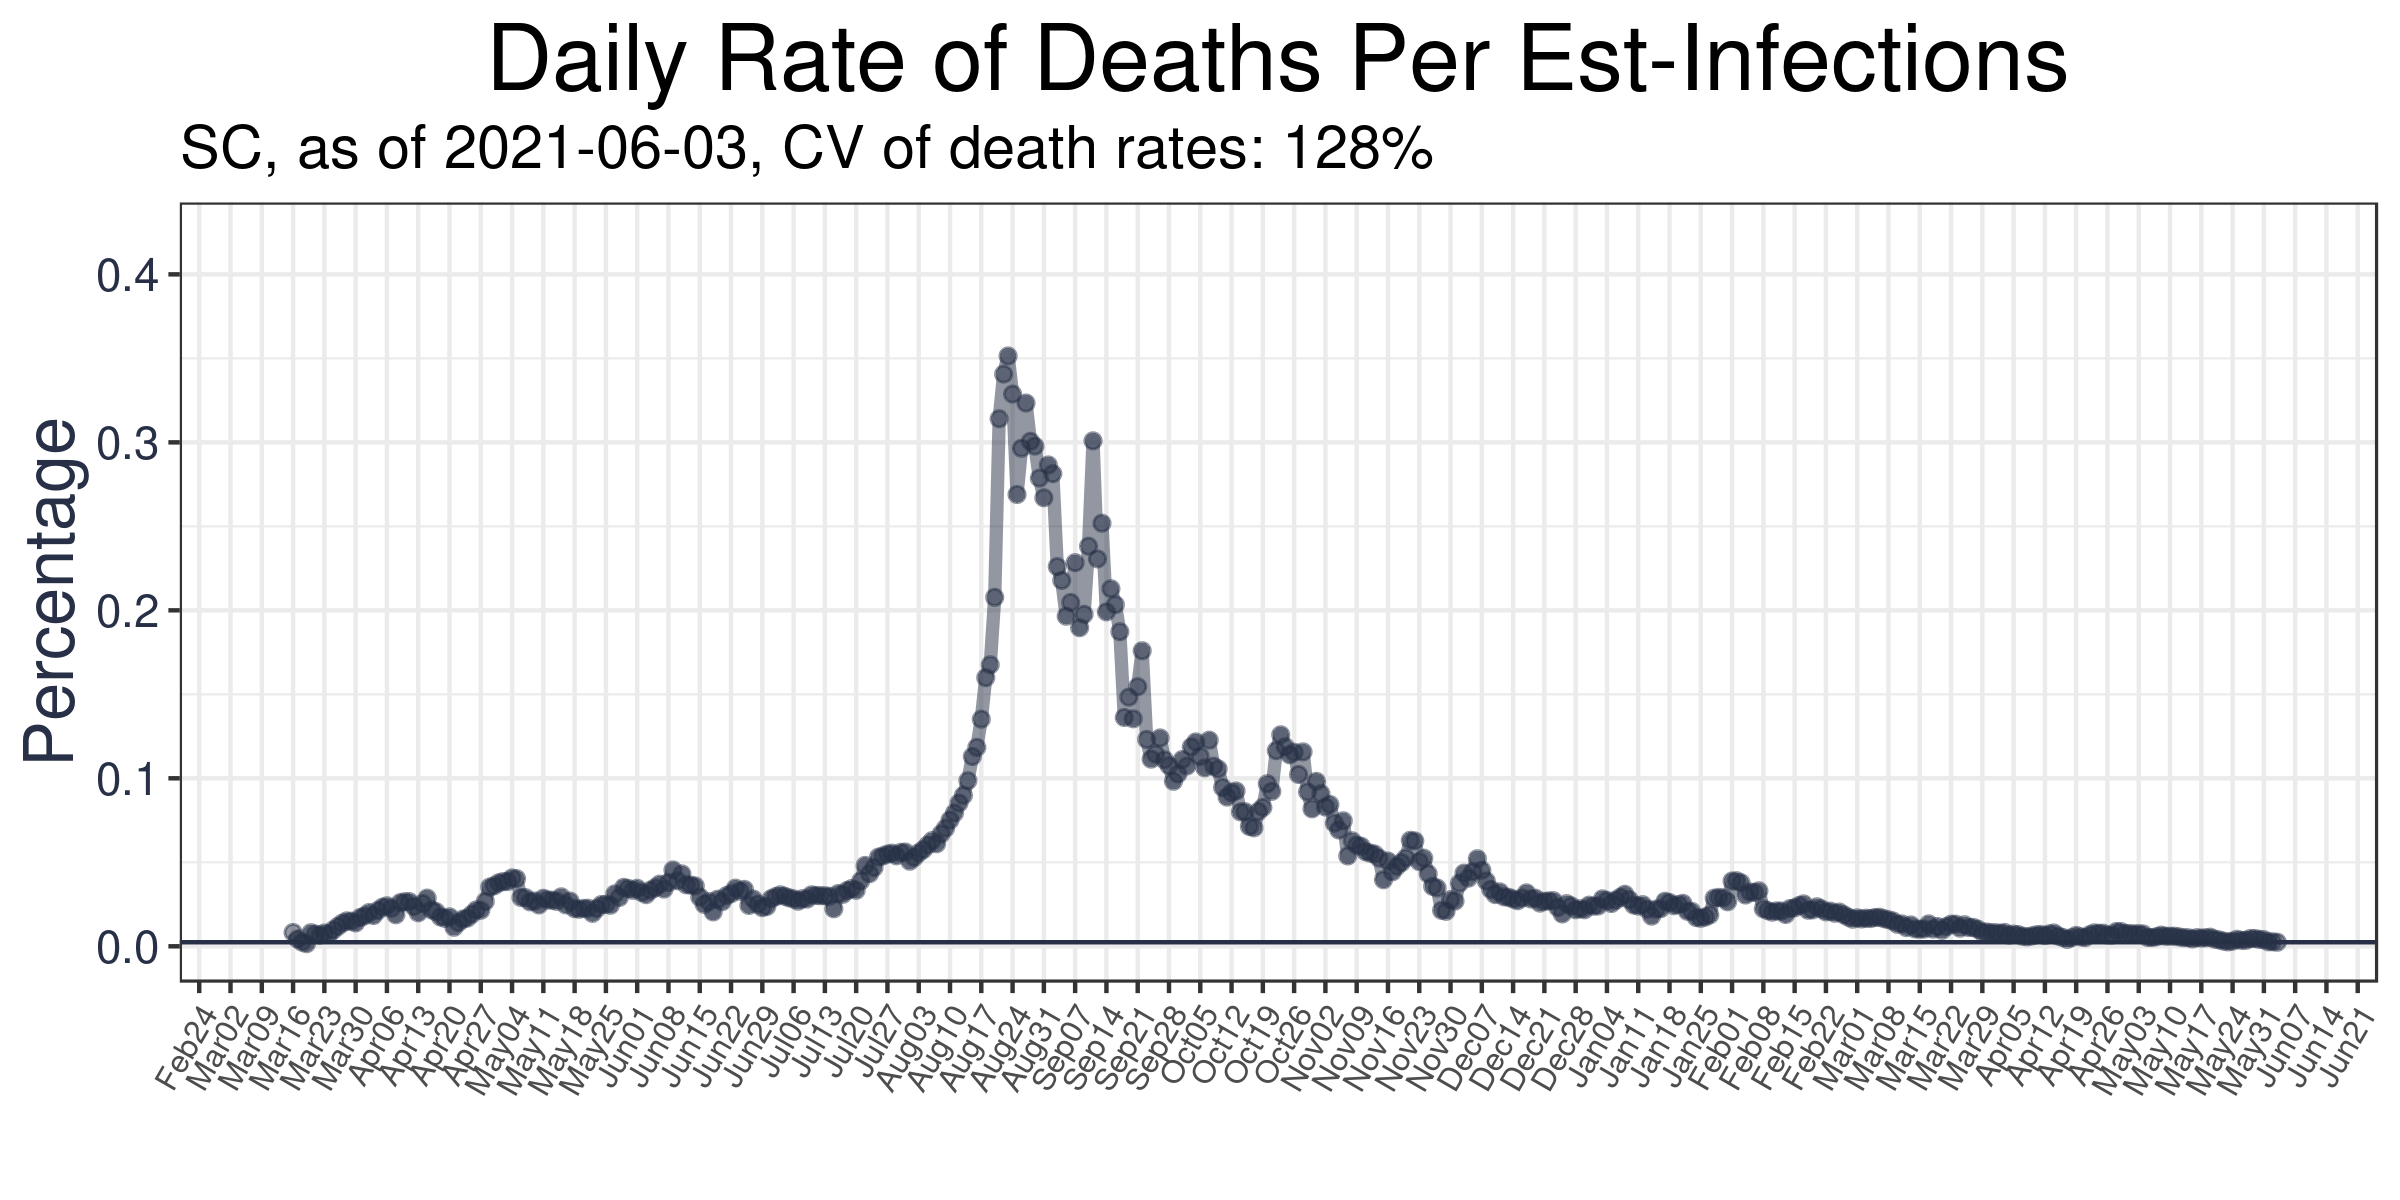 Daily Rate of Deaths Per Est-Infections
SC, as of 2021-06-03, CV of death rates: 128%
Percentage
0.4
0.3
0.2
0.1
0.0
Feb24
Mar02
Mar09
Mar16
Mar23
Mar30
Apr06
Apr13
Apr20
Apr27
May04
May11
May18
May25
Jun01
Jun08
Jun15
Jun22
Jun29
Jul06
Jul13
Jul20
Jul27
Aug03
Aug10
Aug17
Aug24
Aug31
Sep07
Sep14
Sep21
Sep28
Oct05
Oct12
Oct19
Oct26
Nov02
Nov09
Nov16
Nov23
Nov30
Dec07
Dec14
Dec21
Dec28
Jan04
Jan11
Jan18
Jan25
Feb01
Feb08
Feb15
Feb22
Mar01
Mar08
Mar15
Mar22
Mar29
Apr05
Apr12
Apr19
Apr26
May03
May10
May17
May24
May31
Jun07
Jun14
Jun21